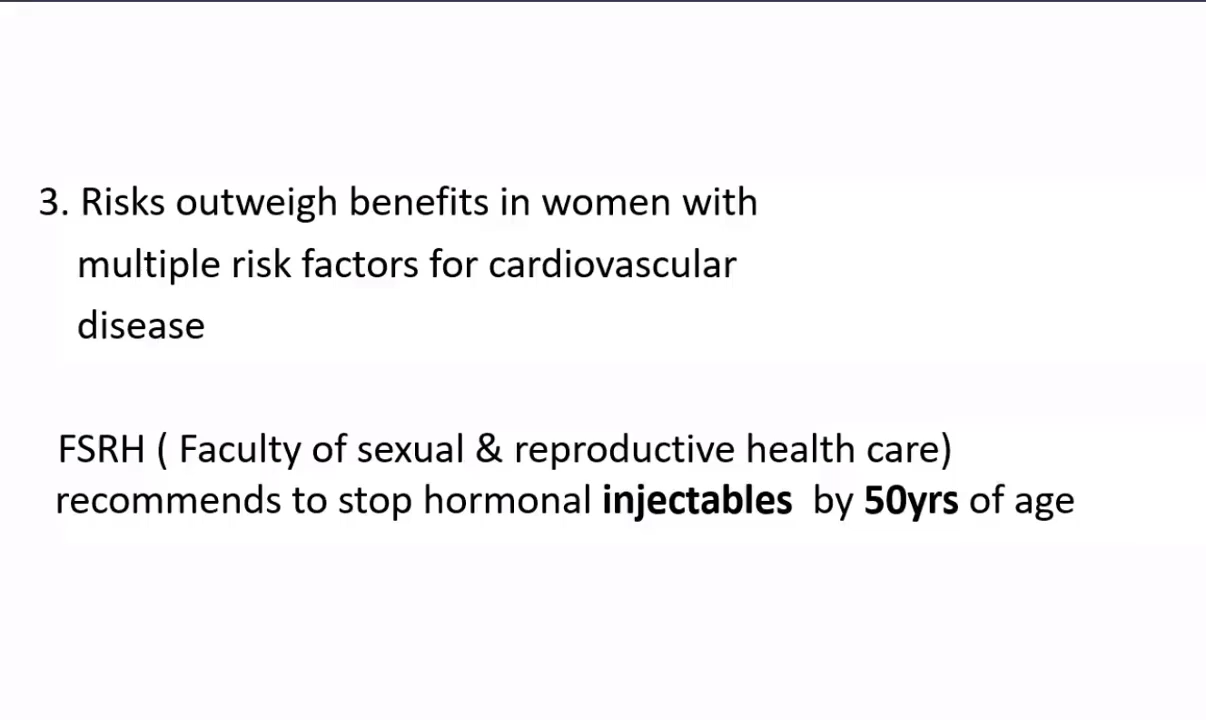 3. Risks outweigh benefits in women with
multiple risk factors for cardiovascular
disease
FSRH ( Faculty of sexual & reproductive health care)
recommends to stop hormonal injectables by 50yrs of age